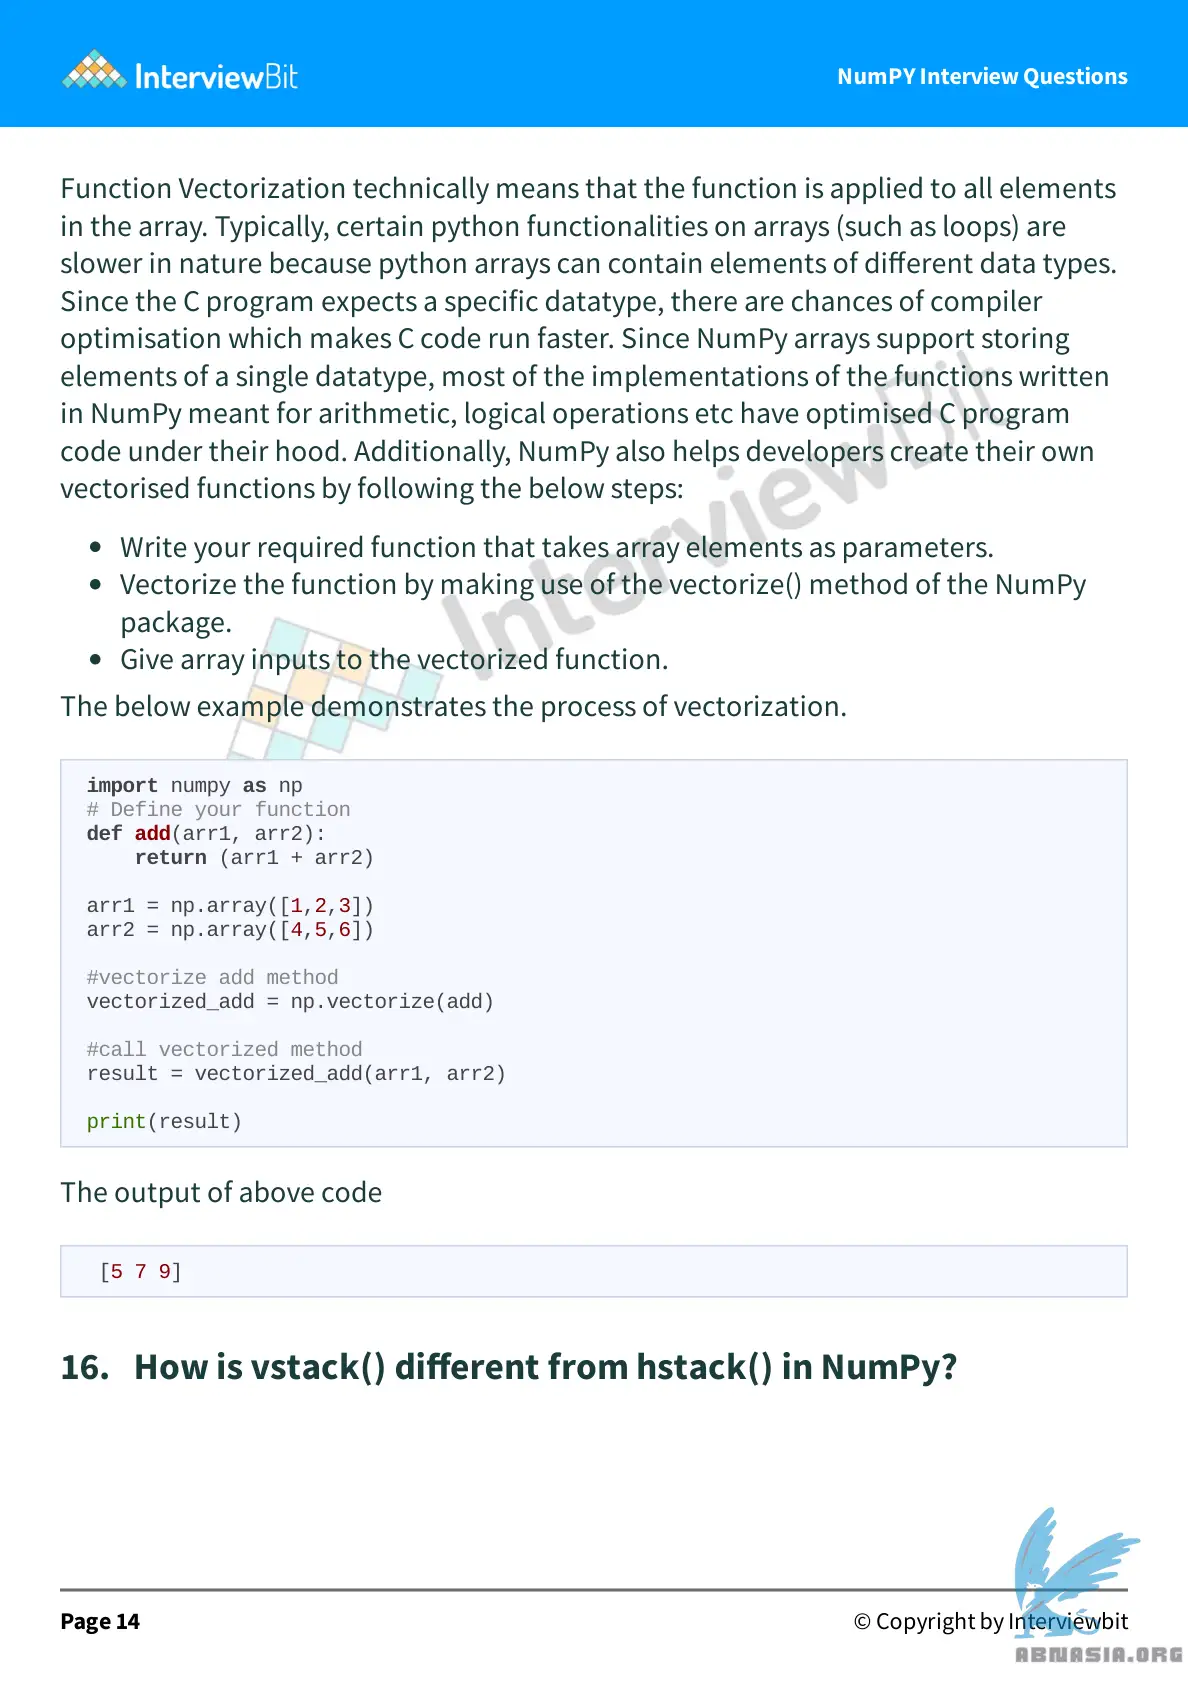 InterviewBit
NumPY Interview Questions
Function Vectorization technically means that the function is applied to all elements
in the array. Typically, certain python functionalities on arrays (such as loops) are
slower in nature because python arrays can contain elements of different data types.
Since the C program expects a specific datatype, there are chances of compiler
optimisation which makes C code run faster. Since NumPy arrays support storing
elements of a single datatype, most of the implementations of the functions written
in NumPy meant for arithmetic, logical operations etc have optimised C program
code under their hood. Additionally, NumPy also helps developers create their own
vectorised functions by following the below steps:
• Write your required function that takes array elements as parameters.
• Vectorize the function by making use of the vectorize() method of the NumPy
package.
• Give array inputs to the vectorized function.
The below example demonstrates the process of vectorization.
InterviewBit
import numpy as np
# Define your function
def add(arr1, arr2):
    return (arr1 + arr2)
arr1 = np.array([1,2,3])
arr2 = np.array([4,5,6])
#vectorize add method
vectorized_add = np.vectorize(add)
#call vectorized method
result = vectorized_add(arr1, arr2)
print(result)
The output of above code
[5 7 9]
16. How is vstack() different from hstack() in NumPy?
Page 14
© Copyright by Interviewbit
ABNASIA.ORG